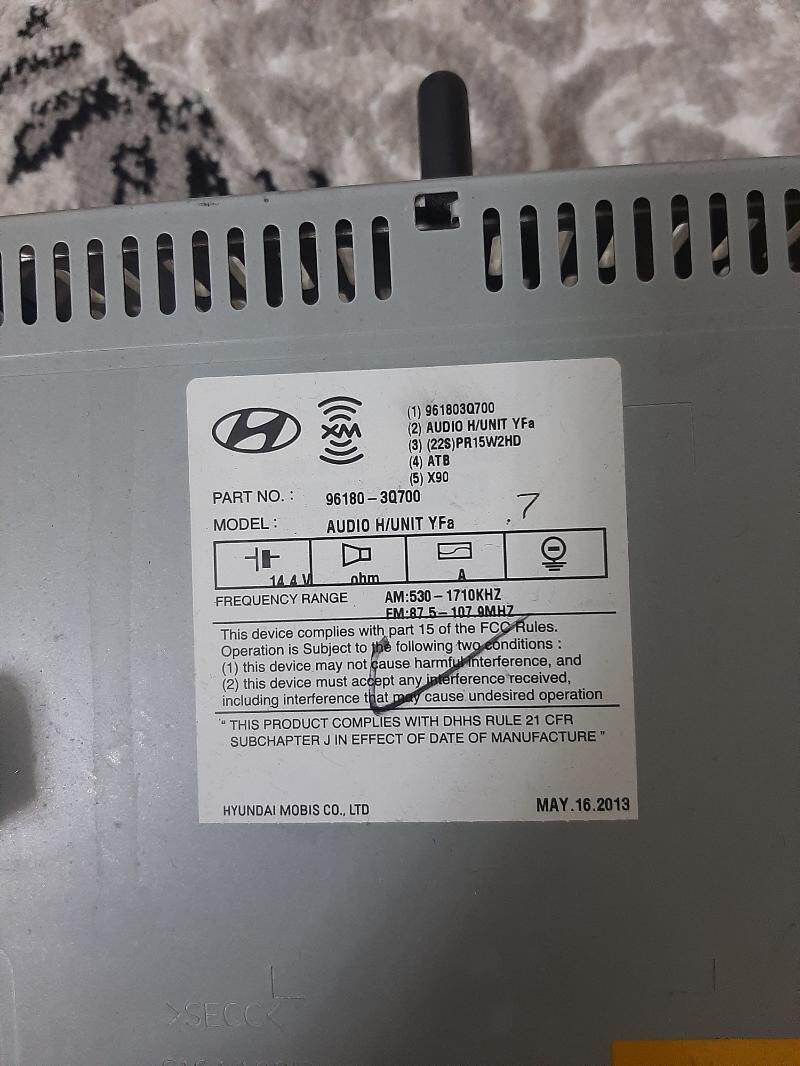 XM
(1) 961803Q700
(2) AUDIO H/UNIT YFa
(3) (22S)PR15W2HD
(4) ATB
(5) X90
PART NO. : 96180-3Q700
MODEL : AUDIO H/UNIT YFa
.7
14.4 V ohm A
FREQUENCY RANGE AM:530-1710KHZ
FM:87.5-107.9MHZ
This device complies with part 15 of the FCC Rules.
Operation is Subject to the following two conditions :
(1) this device may not cause harmful interference, and
(2) this device must accept any interference received,
including interference that may cause undesired operation
" THIS PRODUCT COMPLIES WITH DHHS RULE 21 CFR
SUBCHAPTER J IN EFFECT OF DATE OF MANUFACTURE "
HYUNDAI MOBIS CO., LTD MAY.16.2013
>SECC<